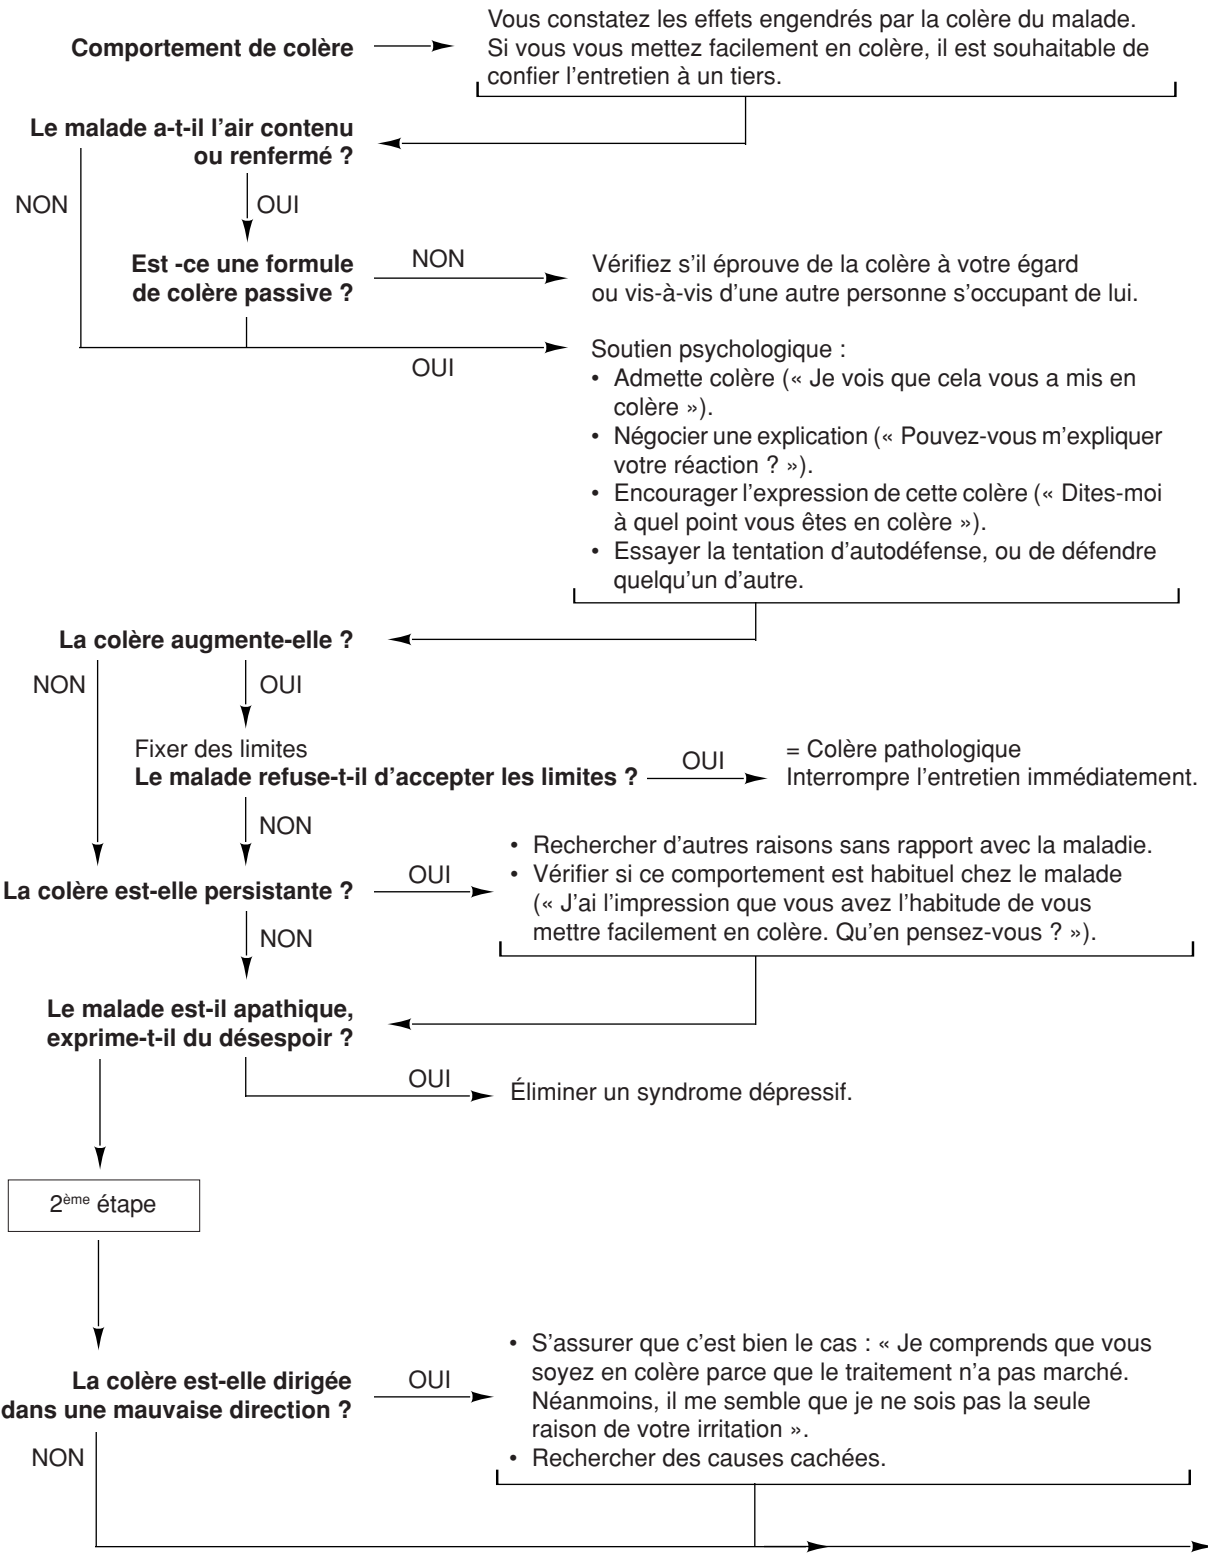 Vous constatez les effets engendrés par la colère du malade.
Comportement de colère
Si vous vous mettez facilement en colère, il est souhaitable de
confier l’entretien à un tiers.
Le malade a-t-il l’air contenu
ou renfermé ?
NON
OUI
Est -ce une formule
de colère passive ?
NON
Vérifiez s’il éprouve de la colère à votre égard
ou vis-à-vis d’une autre personne s’occupant de lui.
OUI
Soutien psychologique :
• Admette colère (« Je vois que cela vous a mis en
colère »).
• Négocier une explication (« Pouvez-vous m’expliquer
votre réaction ? »).
• Encourager l’expression de cette colère (« Dites-moi
à quel point vous êtes en colère »).
• Essayer la tentation d’autodéfense, ou de défendre
quelqu’un d’autre.
La colère augmente-elle ?
NON
OUI
Fixer des limites
Le malade refuse-t-il d’accepter les limites ?
OUI
= Colère pathologique
Interrompre l’entretien immédiatement.
NON
La colère est-elle persistante ?
OUI
• Rechercher d’autres raisons sans rapport avec la maladie.
• Vérifier si ce comportement est habituel chez le malade
(« J’ai l’impression que vous avez l’habitude de vous
mettre facilement en colère. Qu’en pensez-vous ? »).
NON
Le malade est-il apathique,
exprime-t-il du désespoir ?
OUI
Éliminer un syndrome dépressif.
2ème étape
La colère est-elle dirigée
dans une mauvaise direction ?
OUI
• S’assurer que c’est bien le cas : « Je comprends que vous
soyez en colère parce que le traitement n’a pas marché.
Néanmoins, il me semble que je ne sois pas la seule
raison de votre irritation ».
• Rechercher des causes cachées.
NON